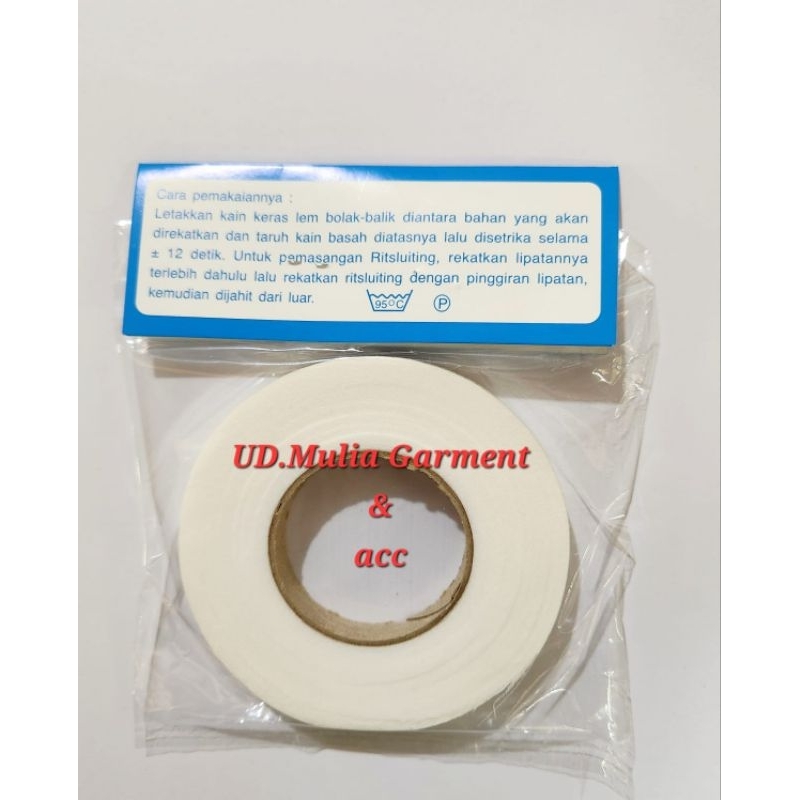 Cara pemakaiannya :
Letakkan kain keras lem bolak-balik diantara bahan yang akan
direkatkan dan taruh kain basah diatasnya lalu disetrika selama
± 12 detik. Untuk pemasangan Ritsluiting, rekatkan lipatannya
terlebih dahulu lalu rekatkan ritsluiting dengan pinggiran lipatan,
kemudian dijahit dari luar.
95°C
P
UD.Mulia Garment
&
acc